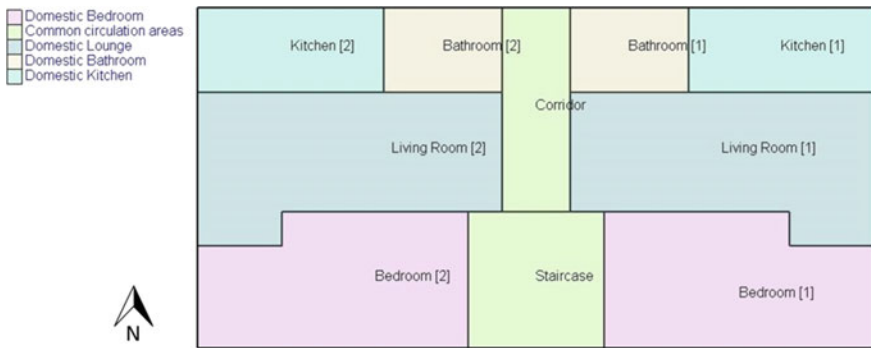 Domestic Bedroom
Common circulation areas
Domestic Lounge
Domestic Bathroom
Domestic Kitchen
Kitchen [2]
Bathroom [2]
Bathroom [1]
Kitchen [1]
Corridor
Living Room [2]
Living Room [1]
Bedroom [2]
Staircase
Bedroom [1]
N